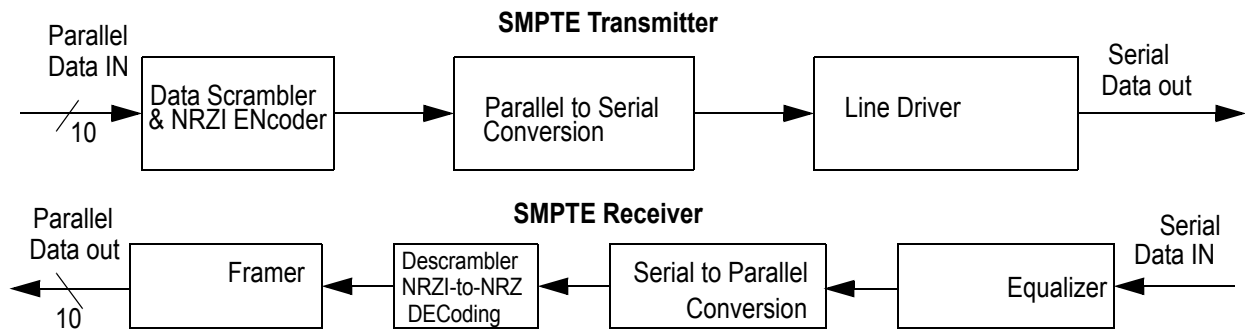 SMPTE Transmitter
Parallel
Data IN
10
Data Scrambler
& NRZI ENcoder
Parallel to Serial
Conversion
Line Driver
Serial
Data out
SMPTE Receiver
Parallel
Data out
10
Framer
Descrambler
NRZI-to-NRZ
DECoding
Serial to Parallel
Conversion
Equalizer
Serial
Data IN